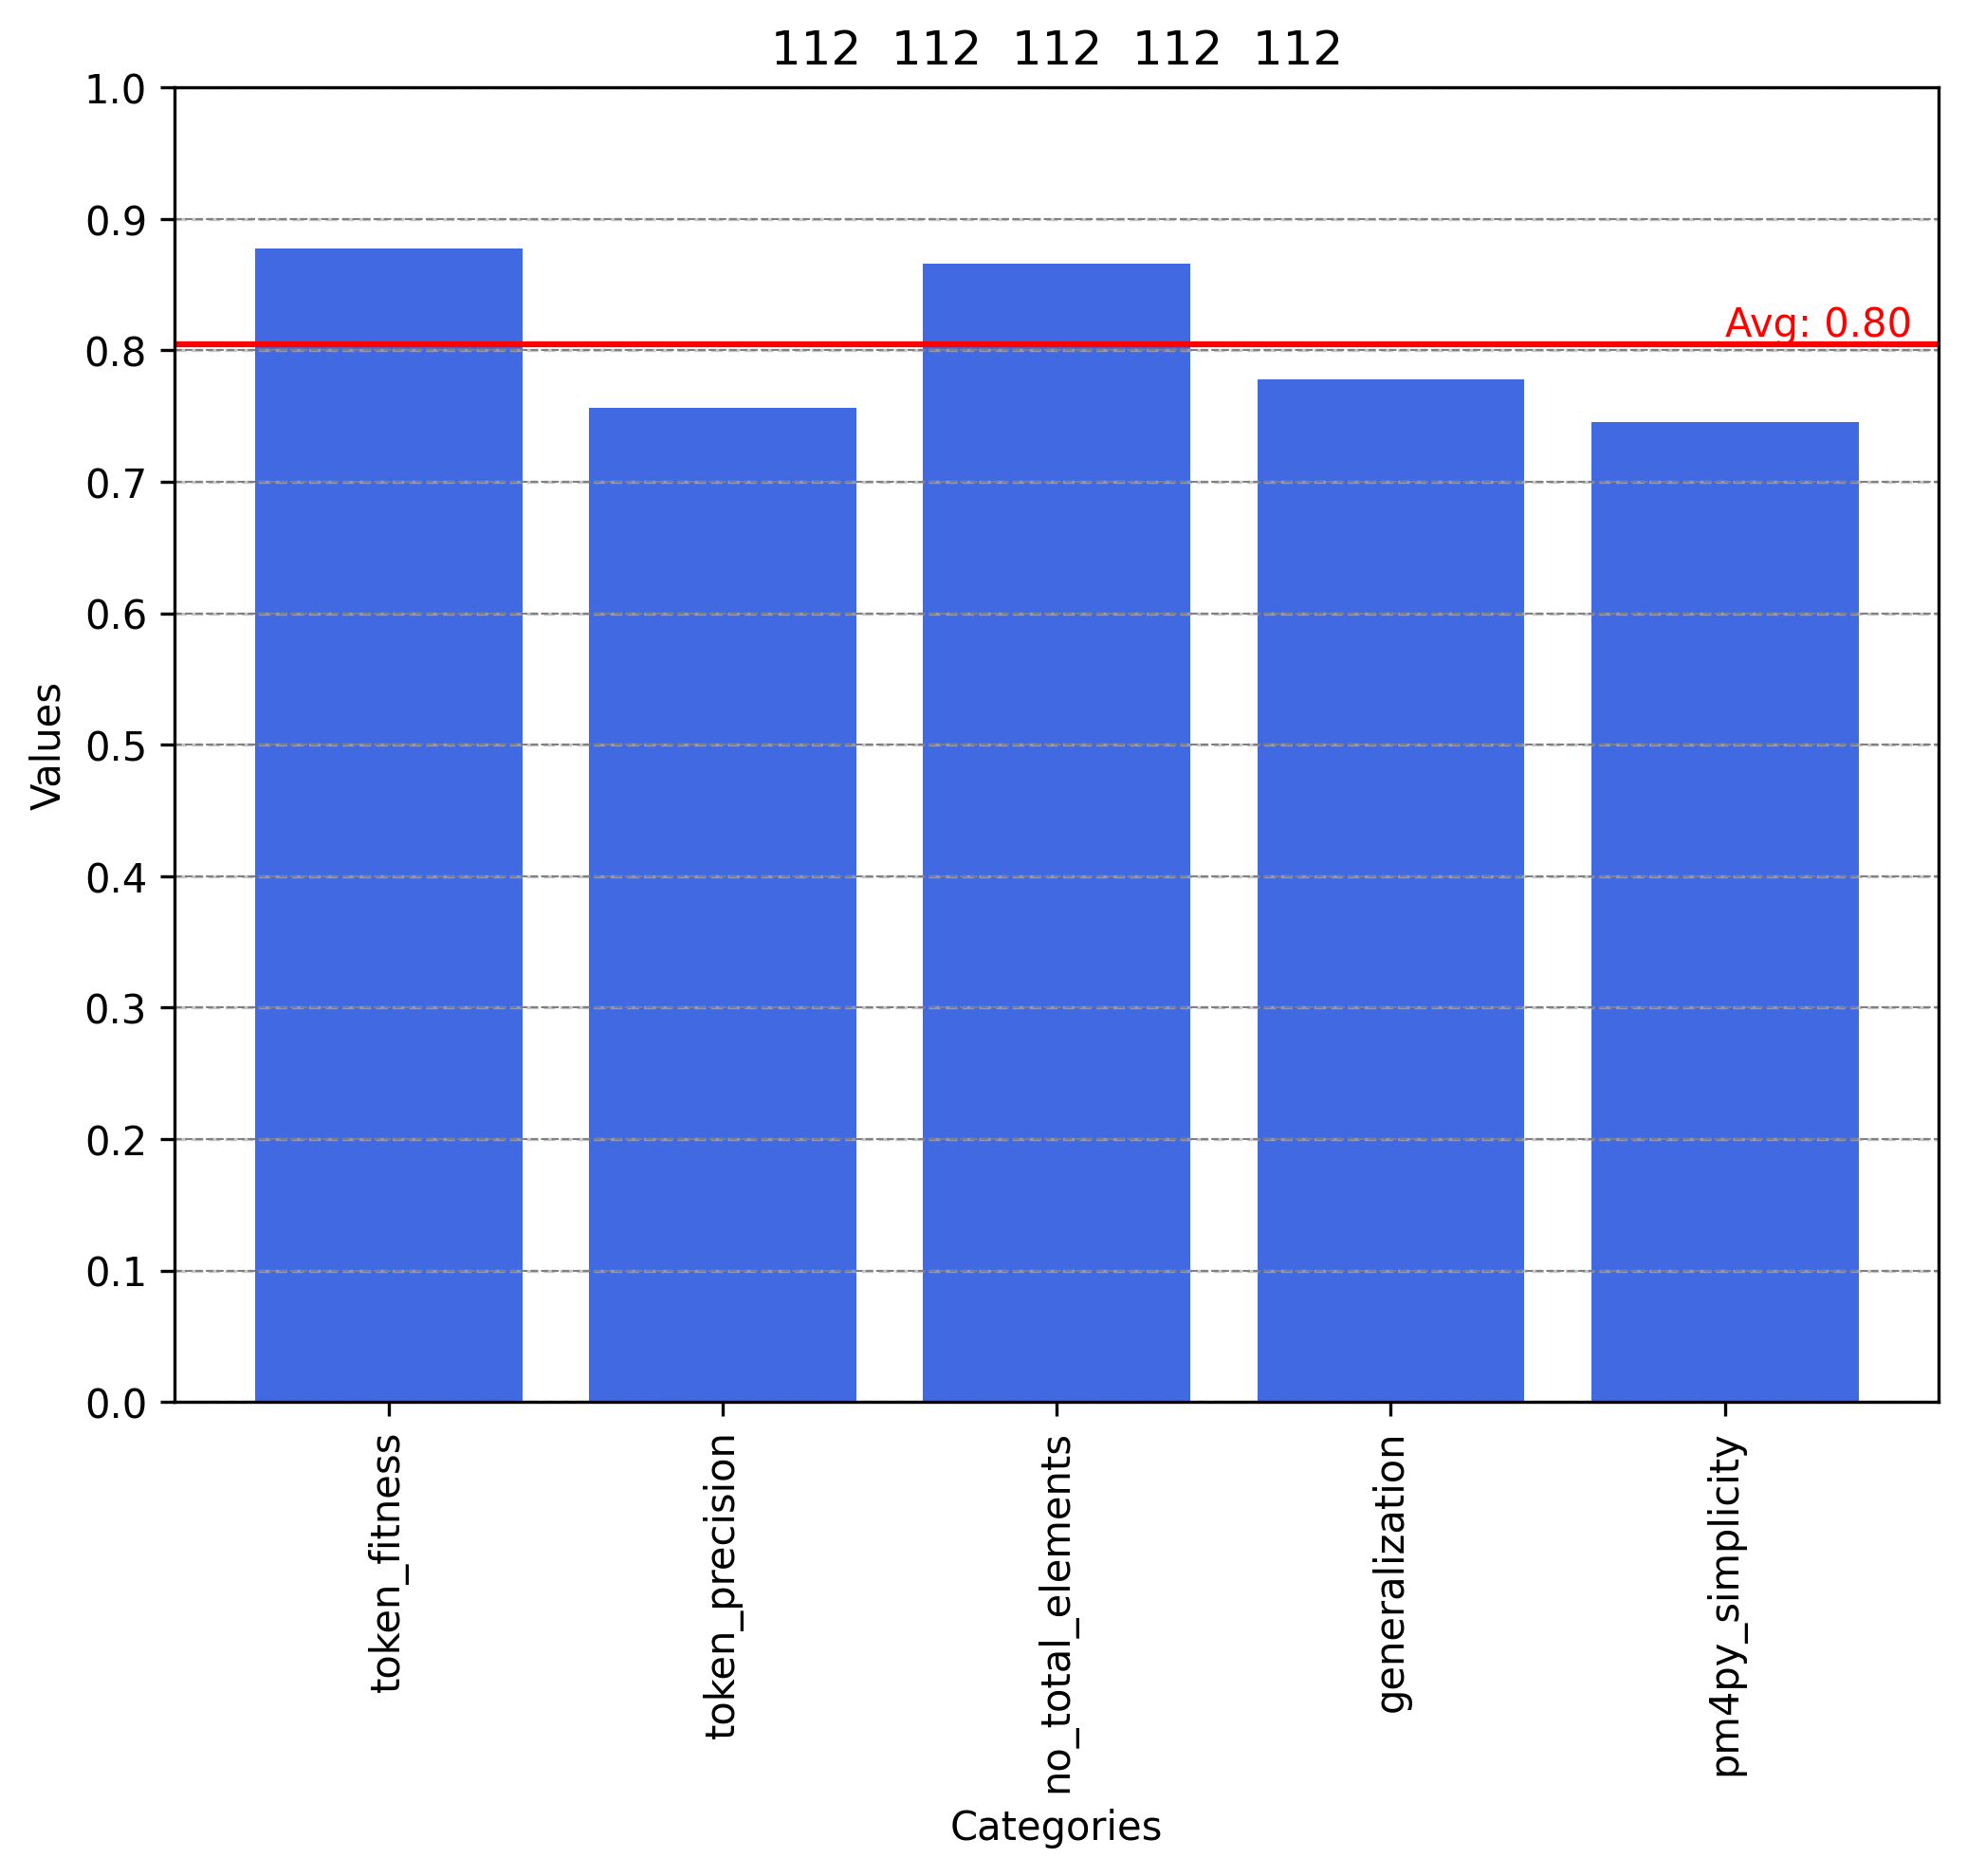 112 112 112 112 112
1.0
0.9
0.8
0.7
0.6
0.5
0.4
0.3
0.2
0.1
0.0
Values
Avg: 0.80
token_fitness
token_precision
no_total_elements
generalization
pm4py_simplicity
Categories